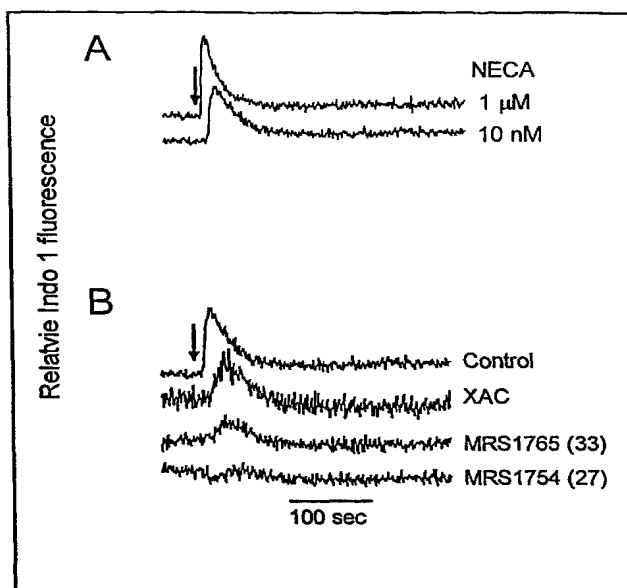 A
NECA
1 µM
10 nM
Relatvie Indo 1 fluorescence
B
Control
XAC
MRS1765 (33)
MRS1754 (27)
100 sec